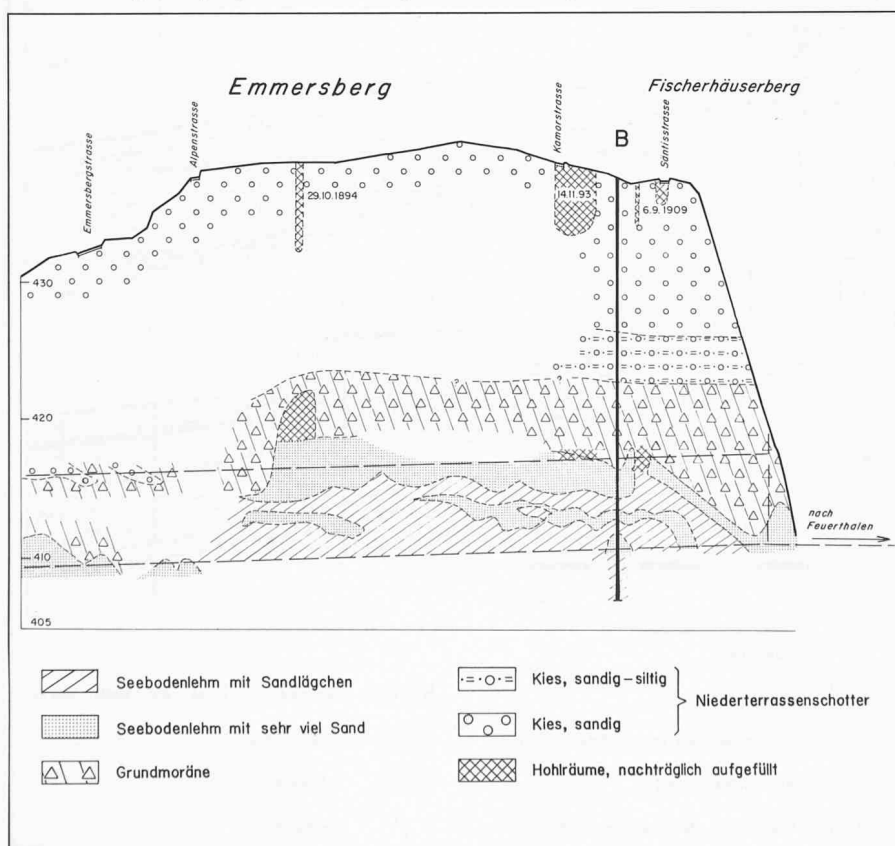 Emmersberg
Fischerhäuserberg
Emmersbergstrasse
Alpenstrasse
Kamorstrasse
B
Säntisstrasse
29.10.1894
14.11.93
6.9.1909
430
420
410
405
nach
Feuerthalen
Seebodenlehm mit Sandlägchen
Seebodenlehm mit sehr viel Sand
Grundmoräne
Kies, sandig-siltig
Kies, sandig
Niederterrassenschotter
Hohlräume, nachträglich aufgefüllt